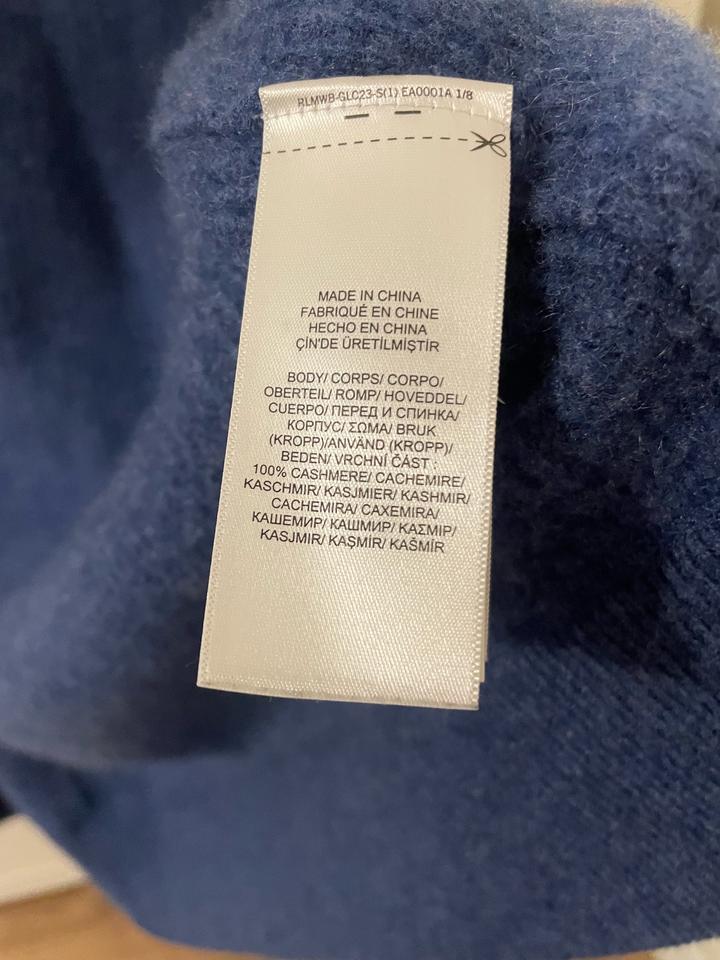 RLMWB-GLC23-S(1) EA0001A 1/8
MADE IN CHINA
FABRIQUÉ EN CHINE
HECHO EN CHINA
ÇİN'DE ÜRETİLMİŞTİR
BODY/ CORPS/ CORPO/
OBERTEIL/ ROMP/ HOVEDDEL/
CUERPO/ ПЕРЕД И СПИНКА/
КОРПУС/ ΣΩΜΑ/ BRUK
(KROPP)/ANVÄND (KROPP)/
BEDEN/ VRCHNÍ ČÁST :
100% CASHMERE/ CACHEMIRE/
KASCHMIR/ KASJMIER/ KASHMIR/
CACHEMIRA/ CAXEMIRA/
КАШЕМИР/ КАШМИР/ ΚΑΣΜΙΡ/
KASJMIR/ KAŞMİR/ KAŠMÍR